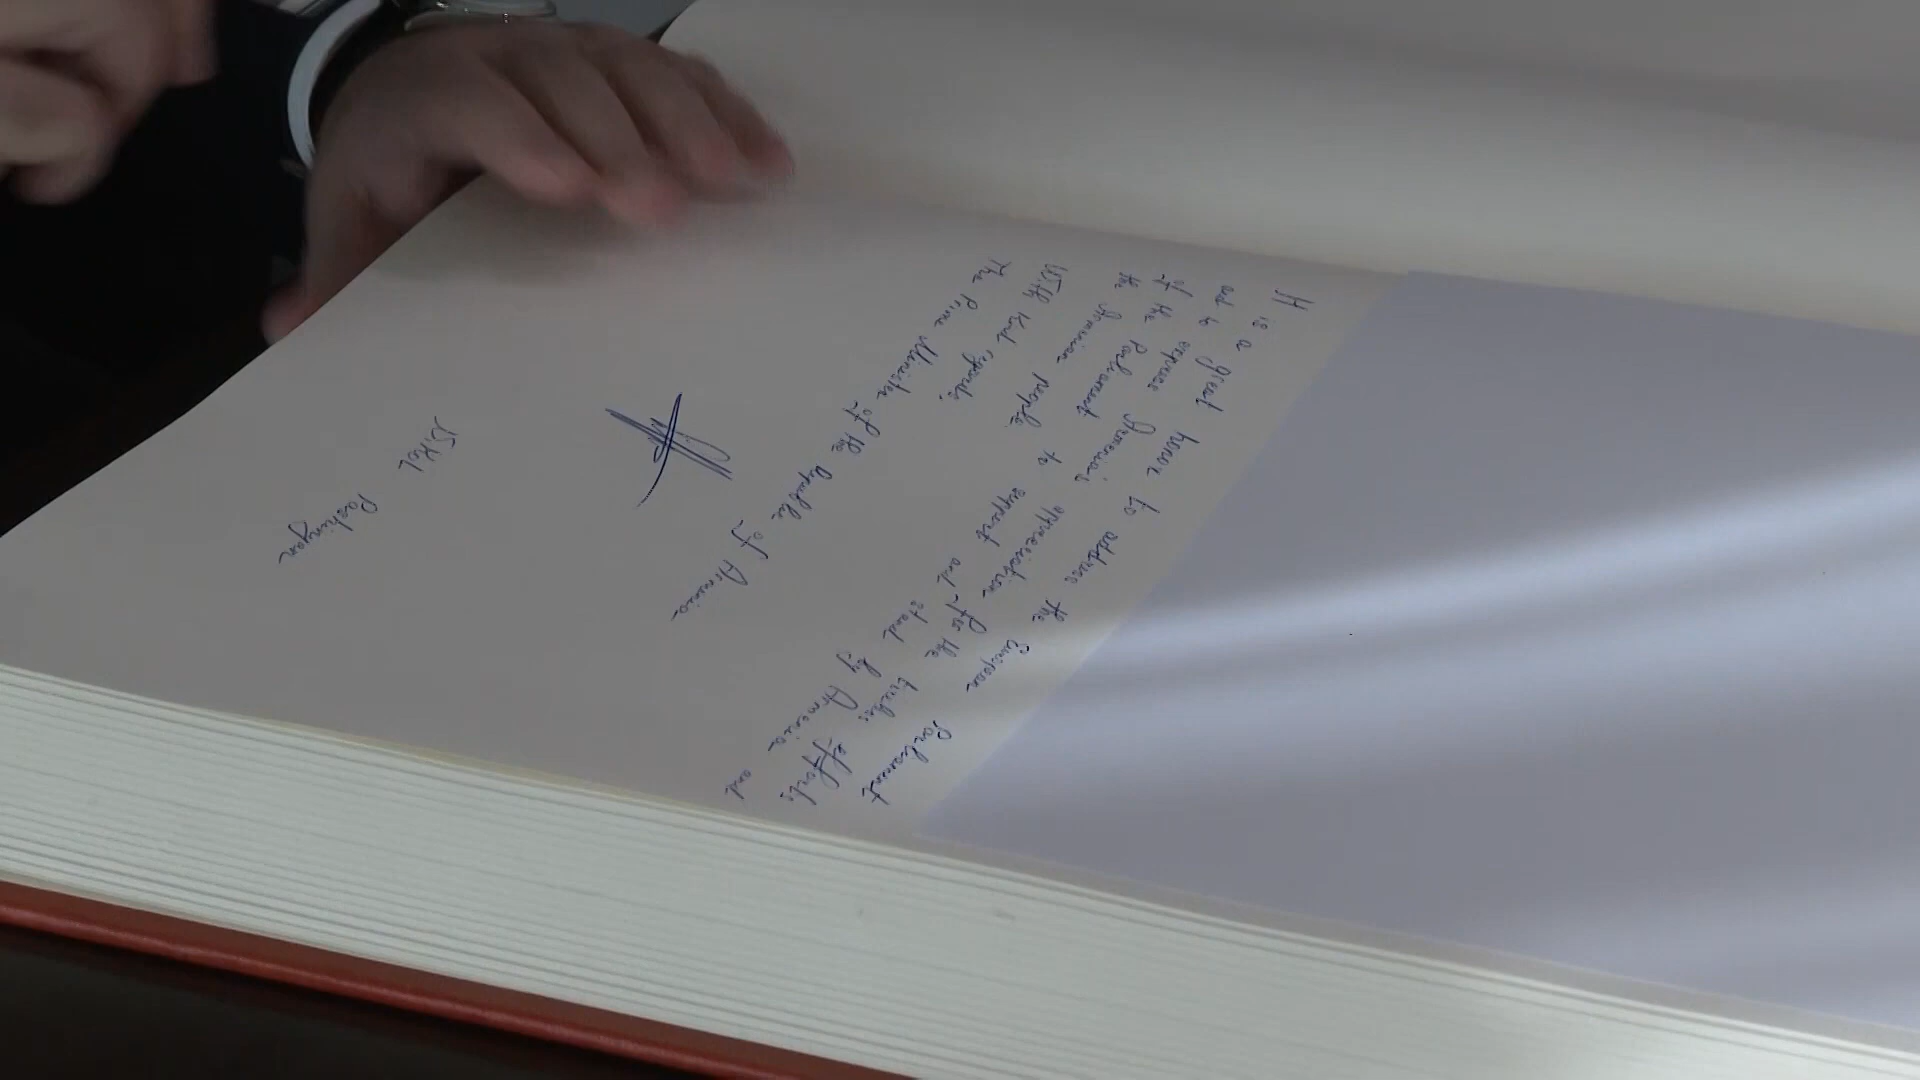 It is a great honor to address the European Parliament
and to express Armenia's appreciation for the tireless efforts
of the Parliament to support and stand by Armenia and
the Armenian people.
With Kind regards,
The Prime Minister of the Republic of Armenia
Nikol Pashinyan